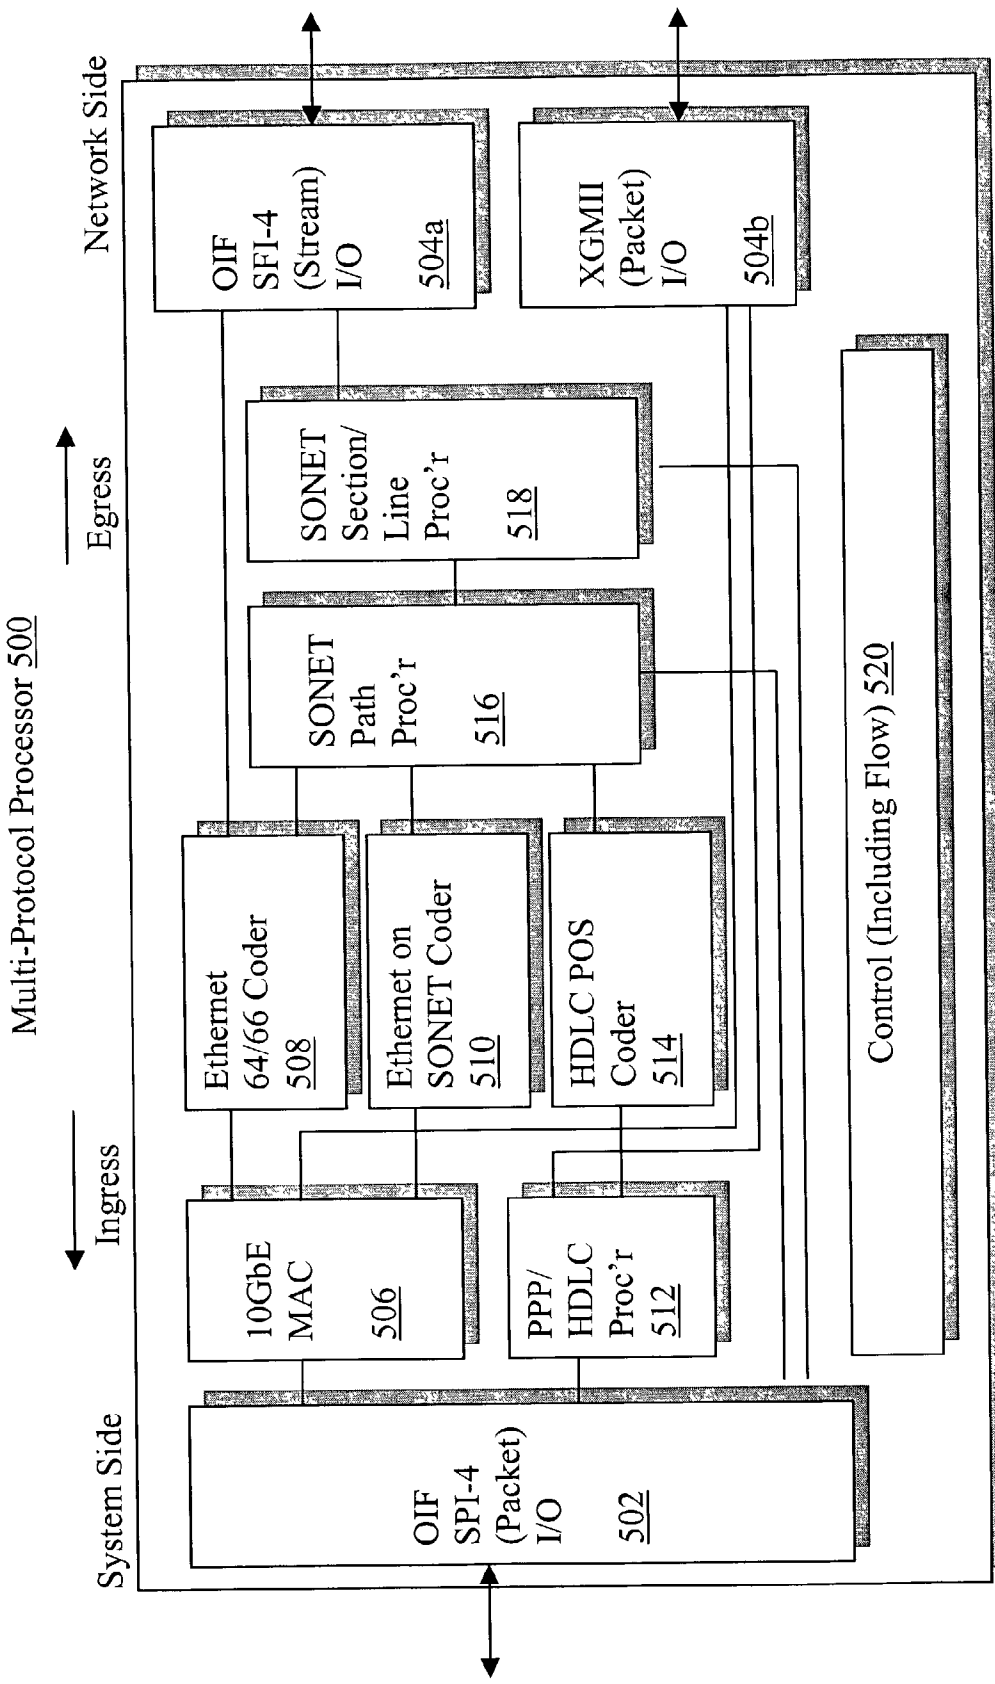 Multi-Protocol Processor 500
System Side
Ingress
Egress
Network Side
OIF
SPI-4
(Packet)
I/O
502
10GbE
MAC
506
PPP/
HDLC
Proc'r
512
Ethernet
64/66 Coder
508
Ethernet on
SONET Coder
510
HDLC POS
Coder
514
SONET
Path
Proc'r
516
SONET
Section/
Line
Proc'r
518
OIF
SFI-4
(Stream)
I/O
504a
XGMII
(Packet)
I/O
504b
Control (Including Flow) 520